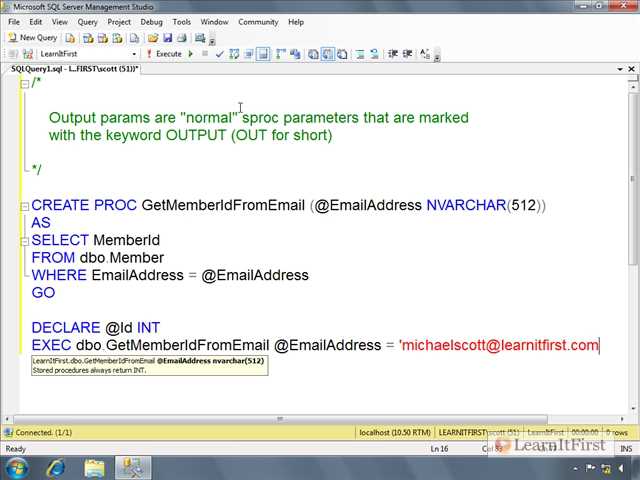 Microsoft SQL Server Management Studio
File Edit View Query Project Debug Tools Window Community Help
New Query
LearnItFirst Execute
SQLQuery1.sql - l...FIRST\scott (51))*
/*
Output params are "normal" sproc parameters that are marked
with the keyword OUTPUT (OUT for short)
*/
CREATE PROC GetMemberIdFromEmail (@EmailAddress NVARCHAR(512))
AS
SELECT MemberId
FROM dbo.Member
WHERE EmailAddress = @EmailAddress
GO
DECLARE @Id INT
EXEC dbo.GetMemberIdFromEmail @EmailAddress = 'michaelscott@learnitfirst.com
LearnItFirst.dbo.GetMemberIdFromEmail @EmailAddress nvarchar(512)
Stored procedures always return INT.
Connected. (1/1) localhost (10.50 RTM) LEARNITFIRST\scott (51) LearnItFirst 00:00:00 0 rows
LearnItFirst
Ready Ln 16 INS